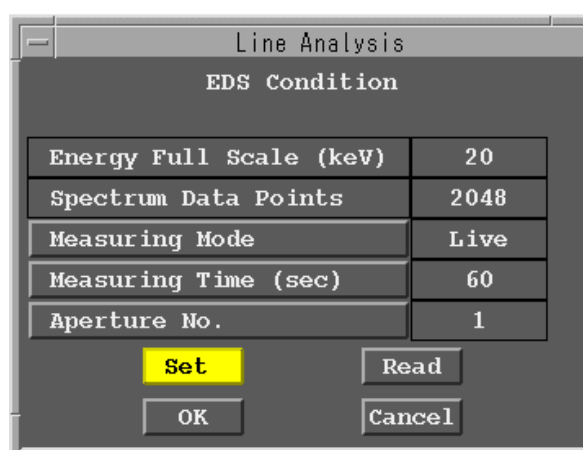 Line Analysis
EDS Condition
Energy Full Scale (keV) 20
Spectrum Data Points 2048
Measuring Mode Live
Measuring Time (sec) 60
Aperture No. 1
Set Read
OK Cancel